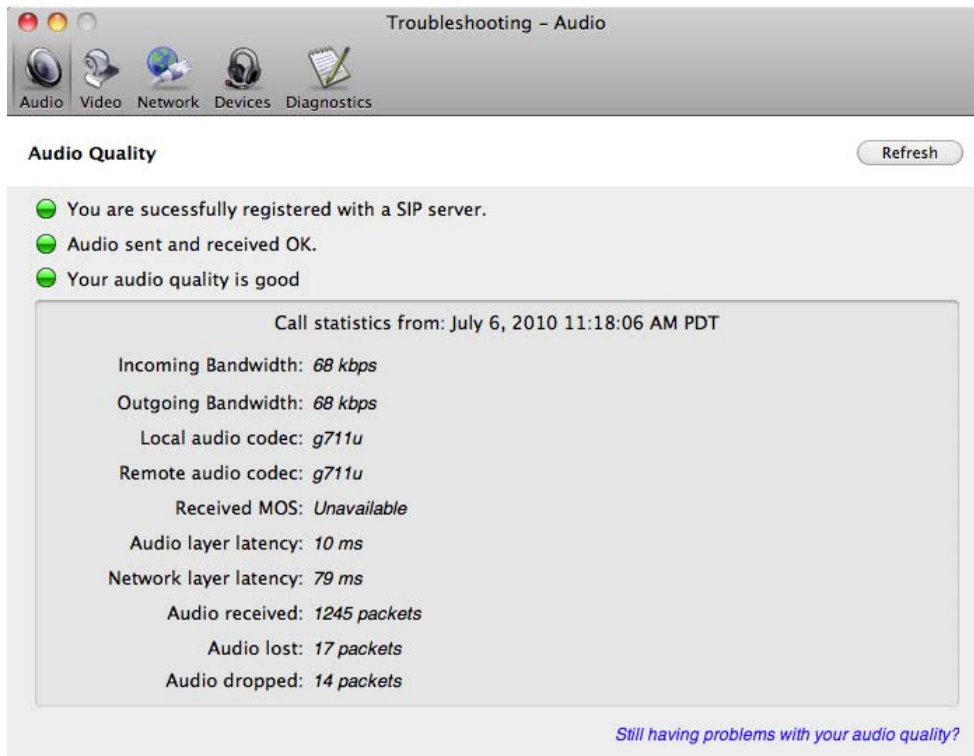 Troubleshooting – Audio
Audio Video Network Devices Diagnostics
Audio Quality
Refresh
You are sucessfully registered with a SIP server.
Audio sent and received OK.
Your audio quality is good
Call statistics from: July 6, 2010 11:18:06 AM PDT
Incoming Bandwidth: 68 kbps
Outgoing Bandwidth: 68 kbps
Local audio codec: g711u
Remote audio codec: g711u
Received MOS: Unavailable
Audio layer latency: 10 ms
Network layer latency: 79 ms
Audio received: 1245 packets
Audio lost: 17 packets
Audio dropped: 14 packets
Still having problems with your audio quality?